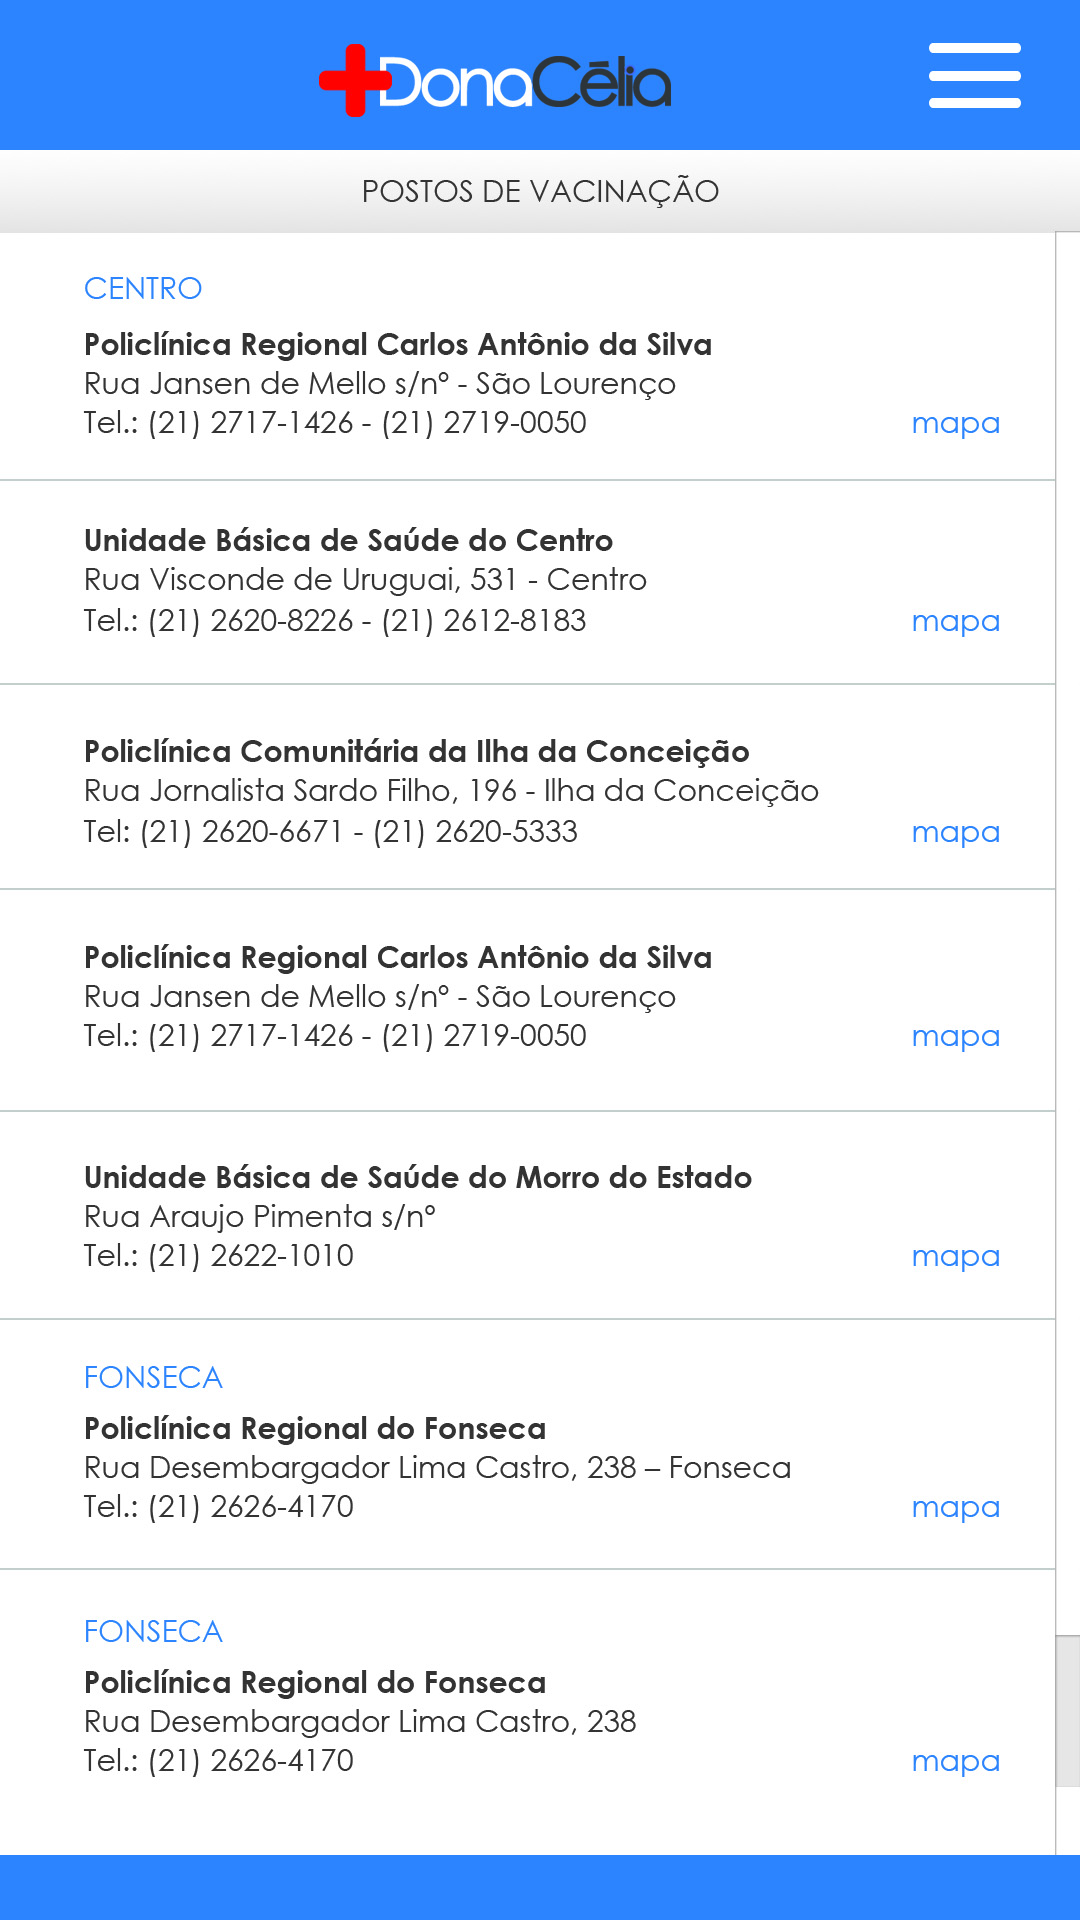 DonaCélia
POSTOS DE VACINAÇÃO
CENTRO
Policlínica Regional Carlos Antônio da Silva
Rua Jansen de Mello s/nº - São Lourenço
Tel.: (21) 2717-1426 - (21) 2719-0050
mapa
Unidade Básica de Saúde do Centro
Rua Visconde de Uruguai, 531 - Centro
Tel.: (21) 2620-8226 - (21) 2612-8183
mapa
Policlínica Comunitária da Ilha da Conceição
Rua Jornalista Sardo Filho, 196 - Ilha da Conceição
Tel: (21) 2620-6671 - (21) 2620-5333
mapa
Policlínica Regional Carlos Antônio da Silva
Rua Jansen de Mello s/nº - São Lourenço
Tel.: (21) 2717-1426 - (21) 2719-0050
mapa
Unidade Básica de Saúde do Morro do Estado
Rua Araujo Pimenta s/nº
Tel.: (21) 2622-1010
mapa
FONSECA
Policlínica Regional do Fonseca
Rua Desembargador Lima Castro, 238 – Fonseca
Tel.: (21) 2626-4170
mapa
FONSECA
Policlínica Regional do Fonseca
Rua Desembargador Lima Castro, 238
Tel.: (21) 2626-4170
mapa